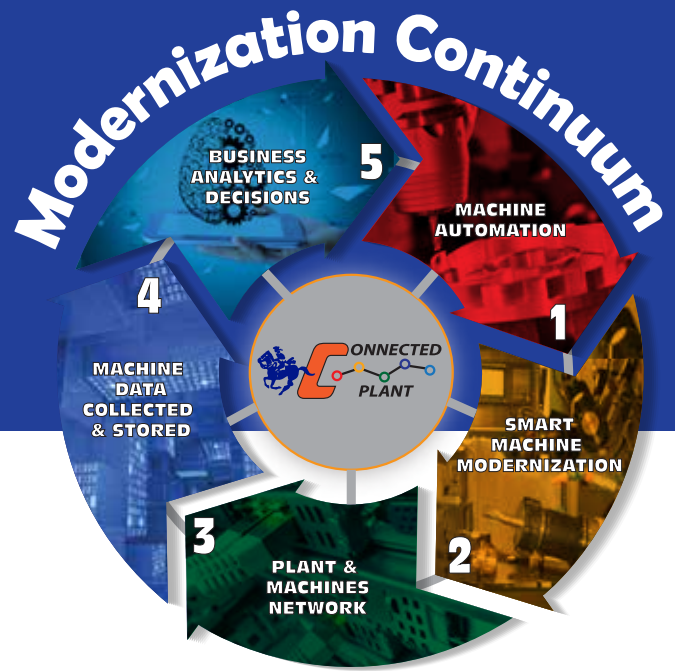 Modernization Continuum
5
BUSINESS
ANALYTICS &
DECISIONS
MACHINE
AUTOMATION
1
4
MACHINE
DATA
COLLECTED
& STORED
CONNECTED
PLANT
SMART
MACHINE
MODERNIZATION
2
3
PLANT &
MACHINES
NETWORK